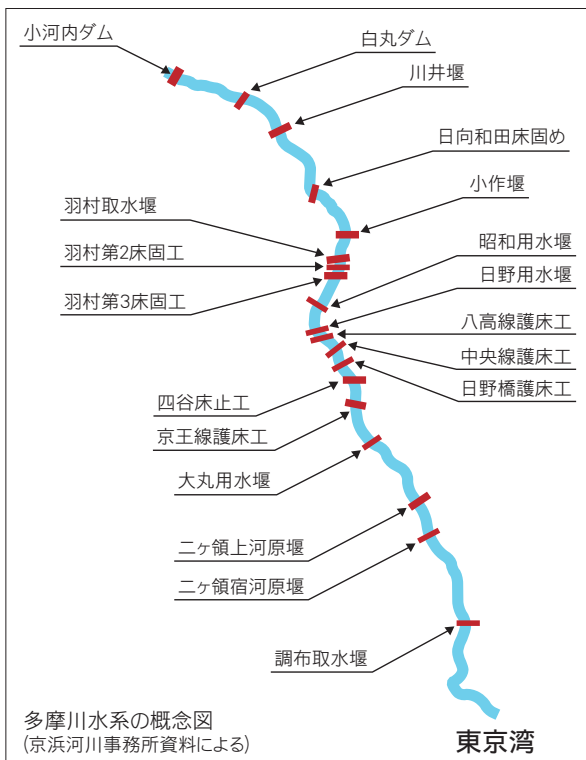 小河内ダム
白丸ダム
川井堰
日向和田床固め
小作堰
羽村取水堰
羽村第2床固工
羽村第3床固工
昭和用水堰
日野用水堰
八高線護床工
中央線護床工
日野橋護床工
四谷床止工
京王線護床工
大丸用水堰
二ヶ領上河原堰
二ヶ領宿河原堰
調布取水堰
多摩川水系の概念図
(京浜河川事務所資料による)
東京湾